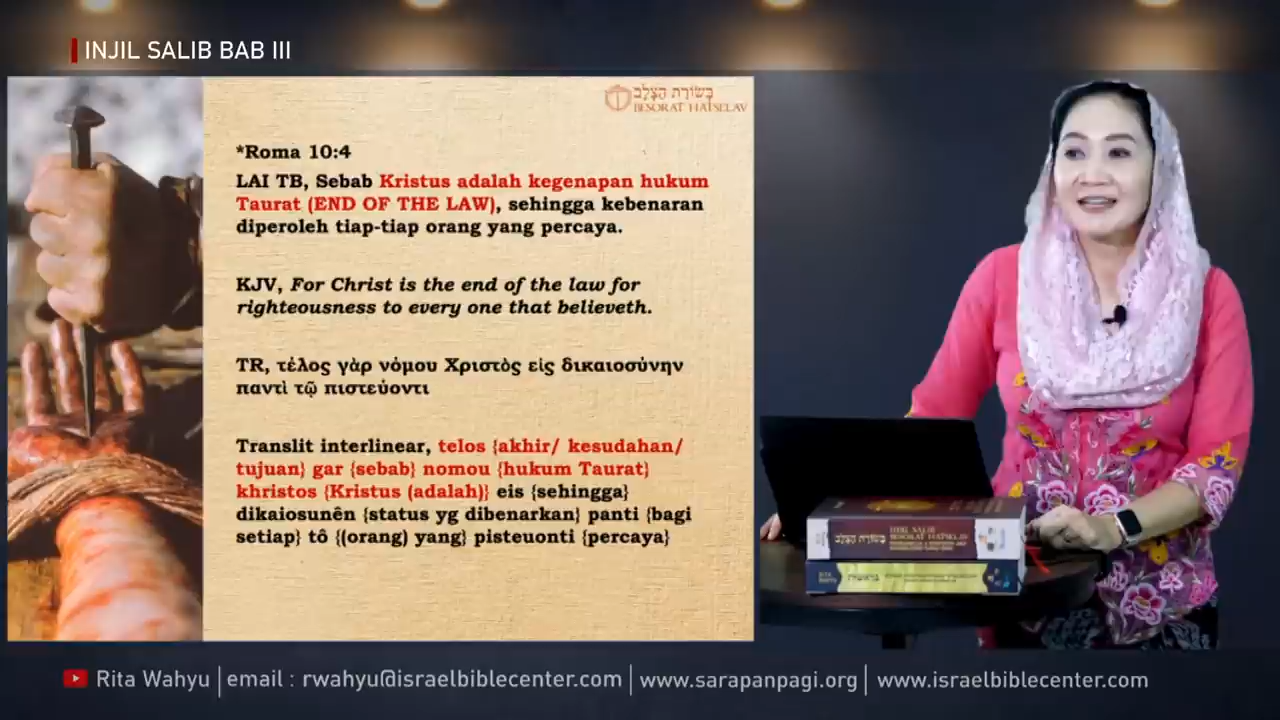 INJIL SALIB BAB III
בשורת הצלב
BESORAT HATSELAV
*Roma 10:4
LAI TB, Sebab Kristus adalah kegenapan hukum
Taurat (END OF THE LAW), sehingga kebenaran
diperoleh tiap-tiap orang yang percaya.
KJV, For Christ is the end of the law for
righteousness to every one that believeth.
TR, τέλος γὰρ νόμου Χριστὸς εἰς δικαιοσύνην
παντὶ τῷ πιστεύοντι
Translit interlinear, telos {akhir/ kesudahan/
tujuan} gar {sebab} nomou {hukum Taurat}
khristos {Kristus (adalah)} eis {sehingga}
dikaiosunên {status yg dibenarkan} panti {bagi
setiap} tô {(orang) yang} pisteuonti {percaya}
INJIL SALIB
BESORAT HATSELAV
בשורת הצלב
RITA
WAHYU
בראשית
Rita Wahyu | email : rwahyu@israelbiblecenter.com | www.sarapanpagi.org | www.israelbiblecenter.com